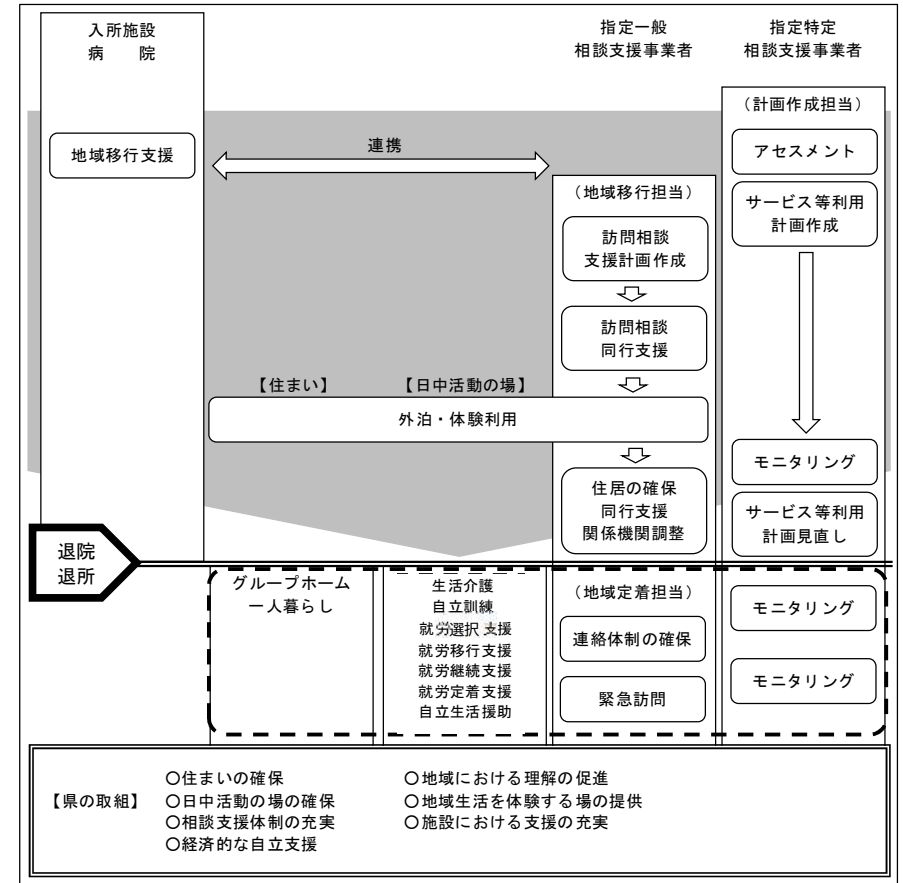 入所施設
病　　院
指定一般
相談支援事業者
指定特定
相談支援事業者
（計画作成担当）
地域移行支援
連携
アセスメント
（地域移行担当）
サービス等利用
計画作成
訪問相談
支援計画作成
訪問相談
同行支援
【住まい】
【日中活動の場】
外泊・体験利用
モニタリング
住居の確保
同行支援
関係機関調整
サービス等利用
計画見直し
退院
退所
グループホーム
一人暮らし
生活介護
自立訓練
就労選択支援
就労移行支援
就労継続支援
就労定着支援
自立生活援助
（地域定着担当）
連絡体制の確保
緊急訪問
モニタリング
モニタリング
【県の取組】
〇住まいの確保
〇日中活動の場の確保
〇相談支援体制の充実
〇経済的な自立支援
〇地域における理解の促進
〇地域生活を体験する場の提供
〇施設における支援の充実